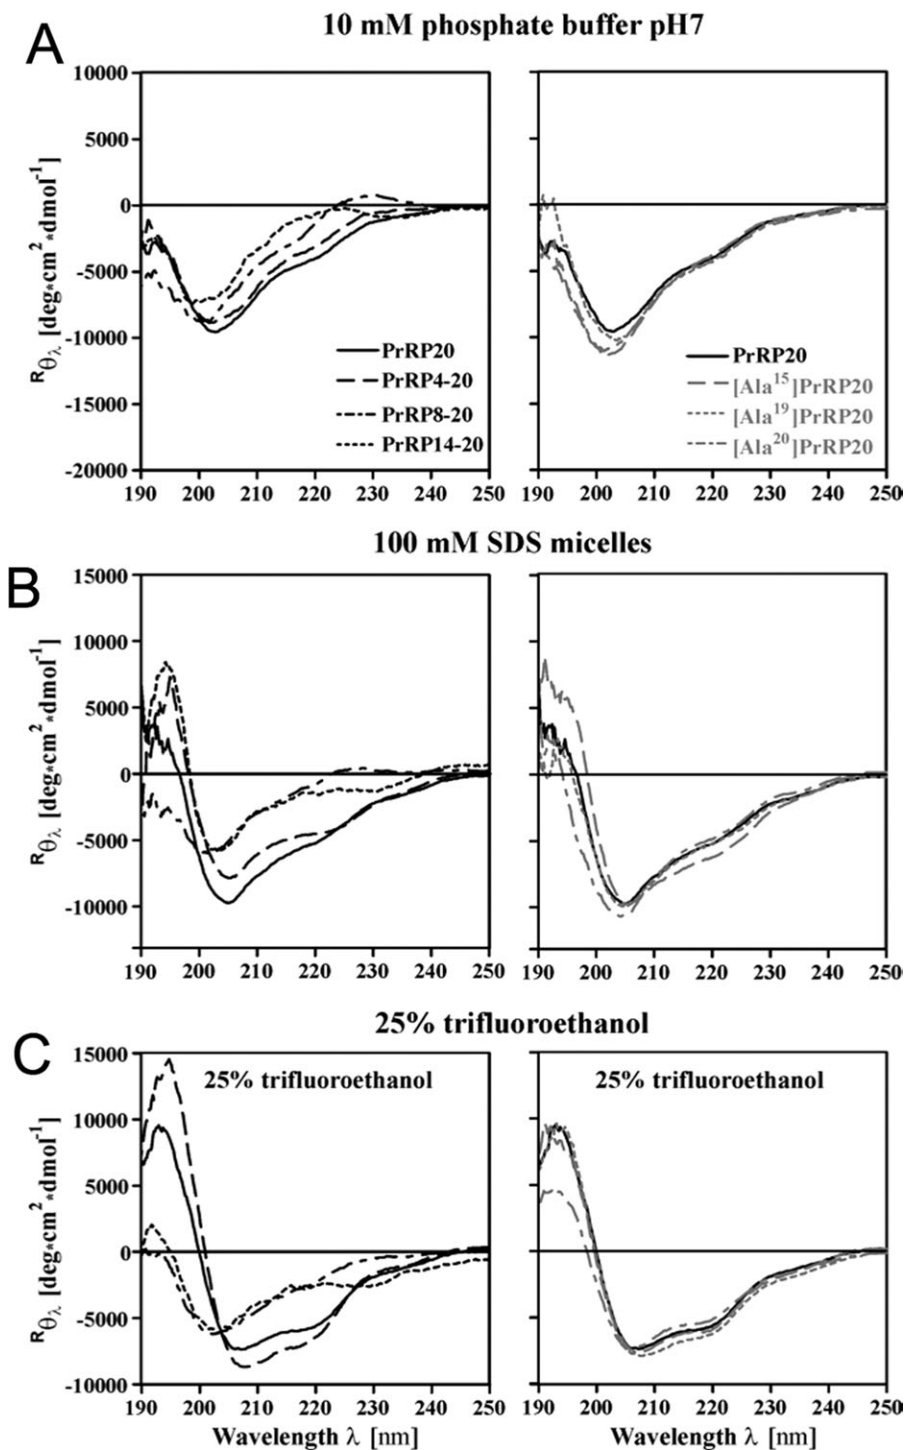 10 mM phosphate buffer pH7
A
10000
5000
0
-5000
-10000
-15000
-20000
Rθλ [deg*cm2*dmol-1]
PrRP20
PrRP4-20
PrRP8-20
PrRP14-20
190 200 210 220 230 240 250
PrRP20
[Ala15]PrRP20
[Ala19]PrRP20
[Ala20]PrRP20
190 200 210 220 230 240 250
100 mM SDS micelles
B
15000
10000
5000
0
-5000
-10000
Rθλ [deg*cm2*dmol-1]
190 200 210 220 230 240 250
190 200 210 220 230 240 250
25% trifluoroethanol
C
15000
10000
5000
0
-5000
-10000
Rθλ [deg*cm2*dmol-1]
25% trifluoroethanol
25% trifluoroethanol
190 200 210 220 230 240 250
190 200 210 220 230 240 250
Wavelength λ [nm]
Wavelength λ [nm]